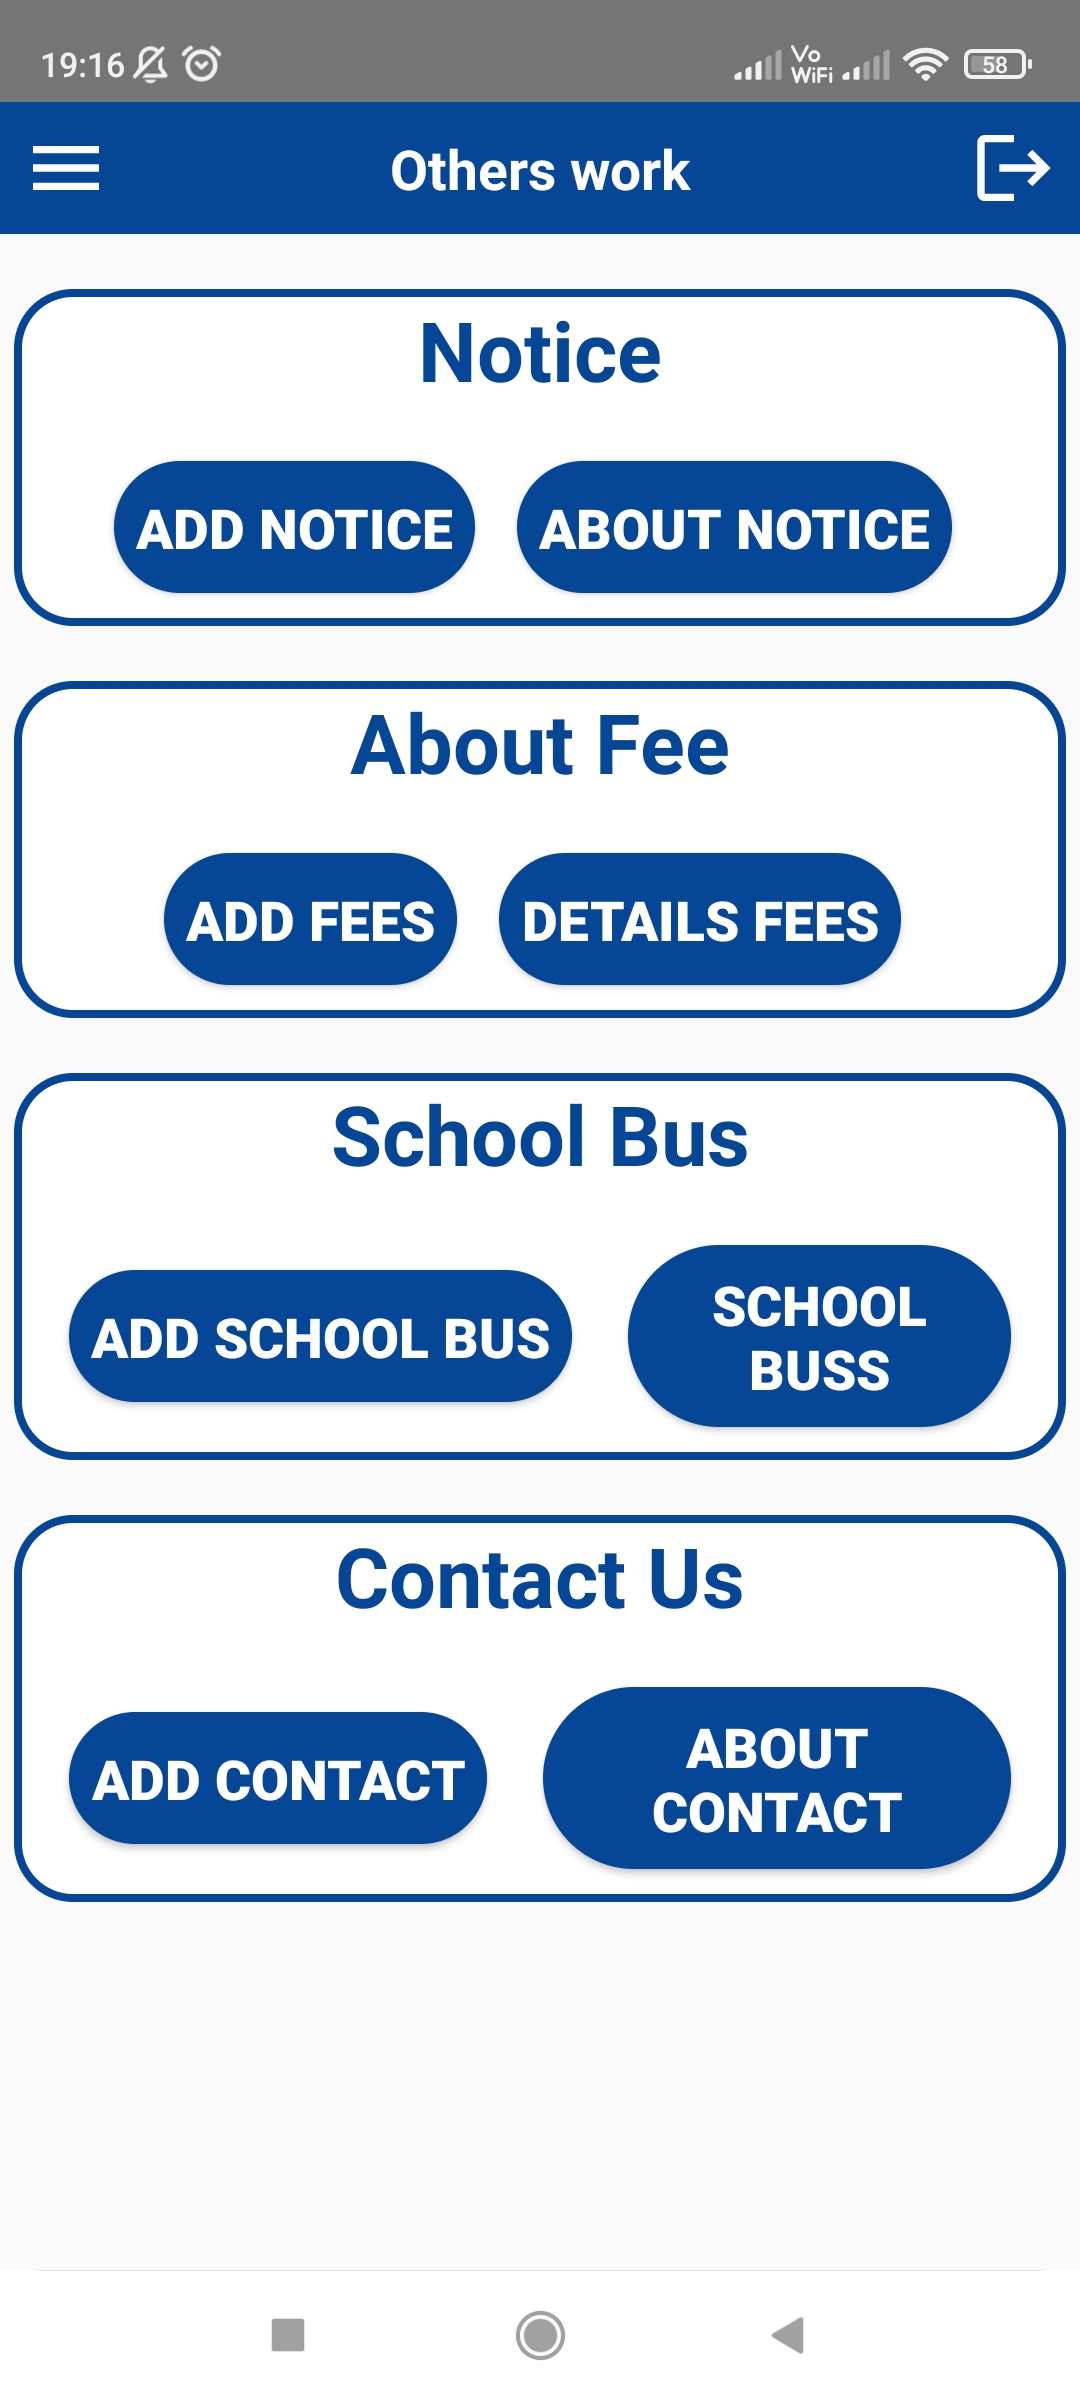 19:16 Vo WiFi 58
Others work
Notice
ADD NOTICE ABOUT NOTICE
About Fee
ADD FEES DETAILS FEES
School Bus
ADD SCHOOL BUS SCHOOL
BUSS
Contact Us
ADD CONTACT ABOUT
CONTACT